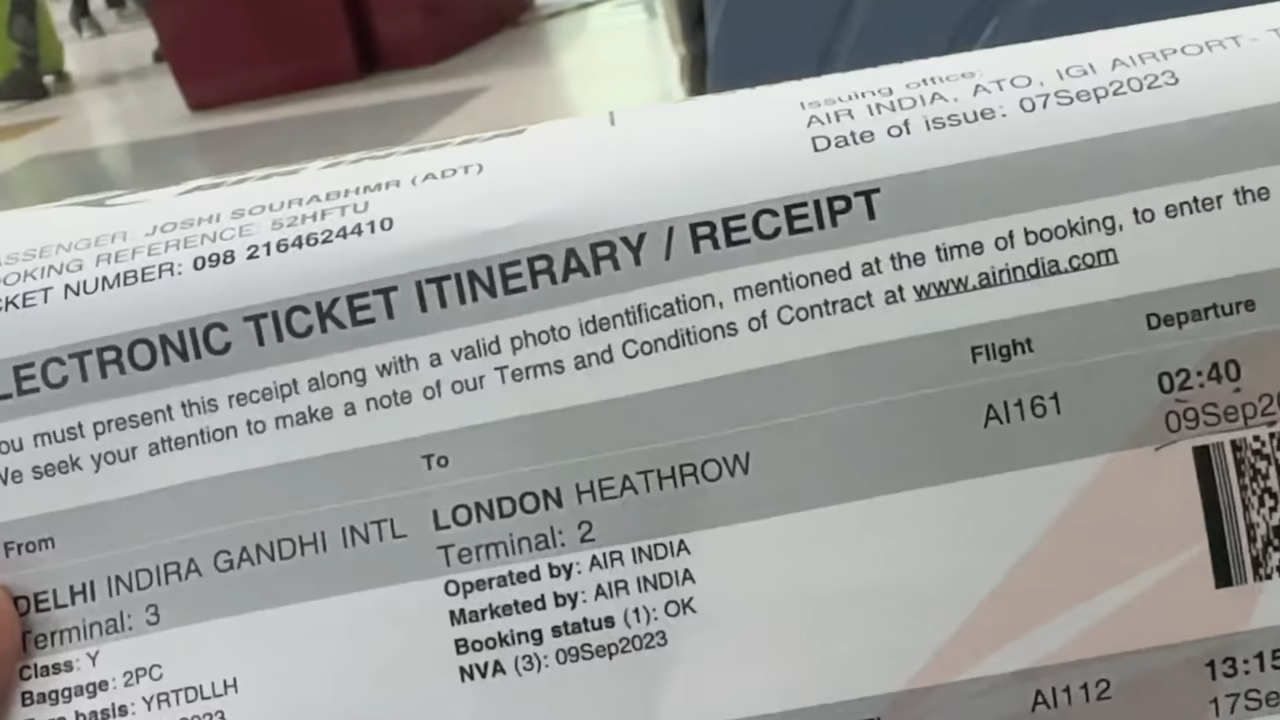 Issuing office:
AIR INDIA, ATO, IGI AIRPORT- T
Date of issue: 07Sep2023
ASSENGER: JOSHI SOURABHMR (ADT)
OOKING REFERENCE: 52HFTU
CKET NUMBER: 098 2164624410
LECTRONIC TICKET ITINERARY / RECEIPT
ou must present this receipt along with a valid photo identification, mentioned at the time of booking, to enter the
We seek your attention to make a note of our Terms and Conditions of Contract at www.airindia.com
From To Flight Departure
DELHI INDIRA GANDHI INTL LONDON HEATHROW AI161 02:40
Terminal: 3 Terminal: 2 09Sep20
Class: Y Operated by: AIR INDIA
Baggage: 2PC Marketed by: AIR INDIA
basis: YRTDLLH Booking status (1): OK
2023 NVA (3): 09Sep2023
AI112 13:15
17Se